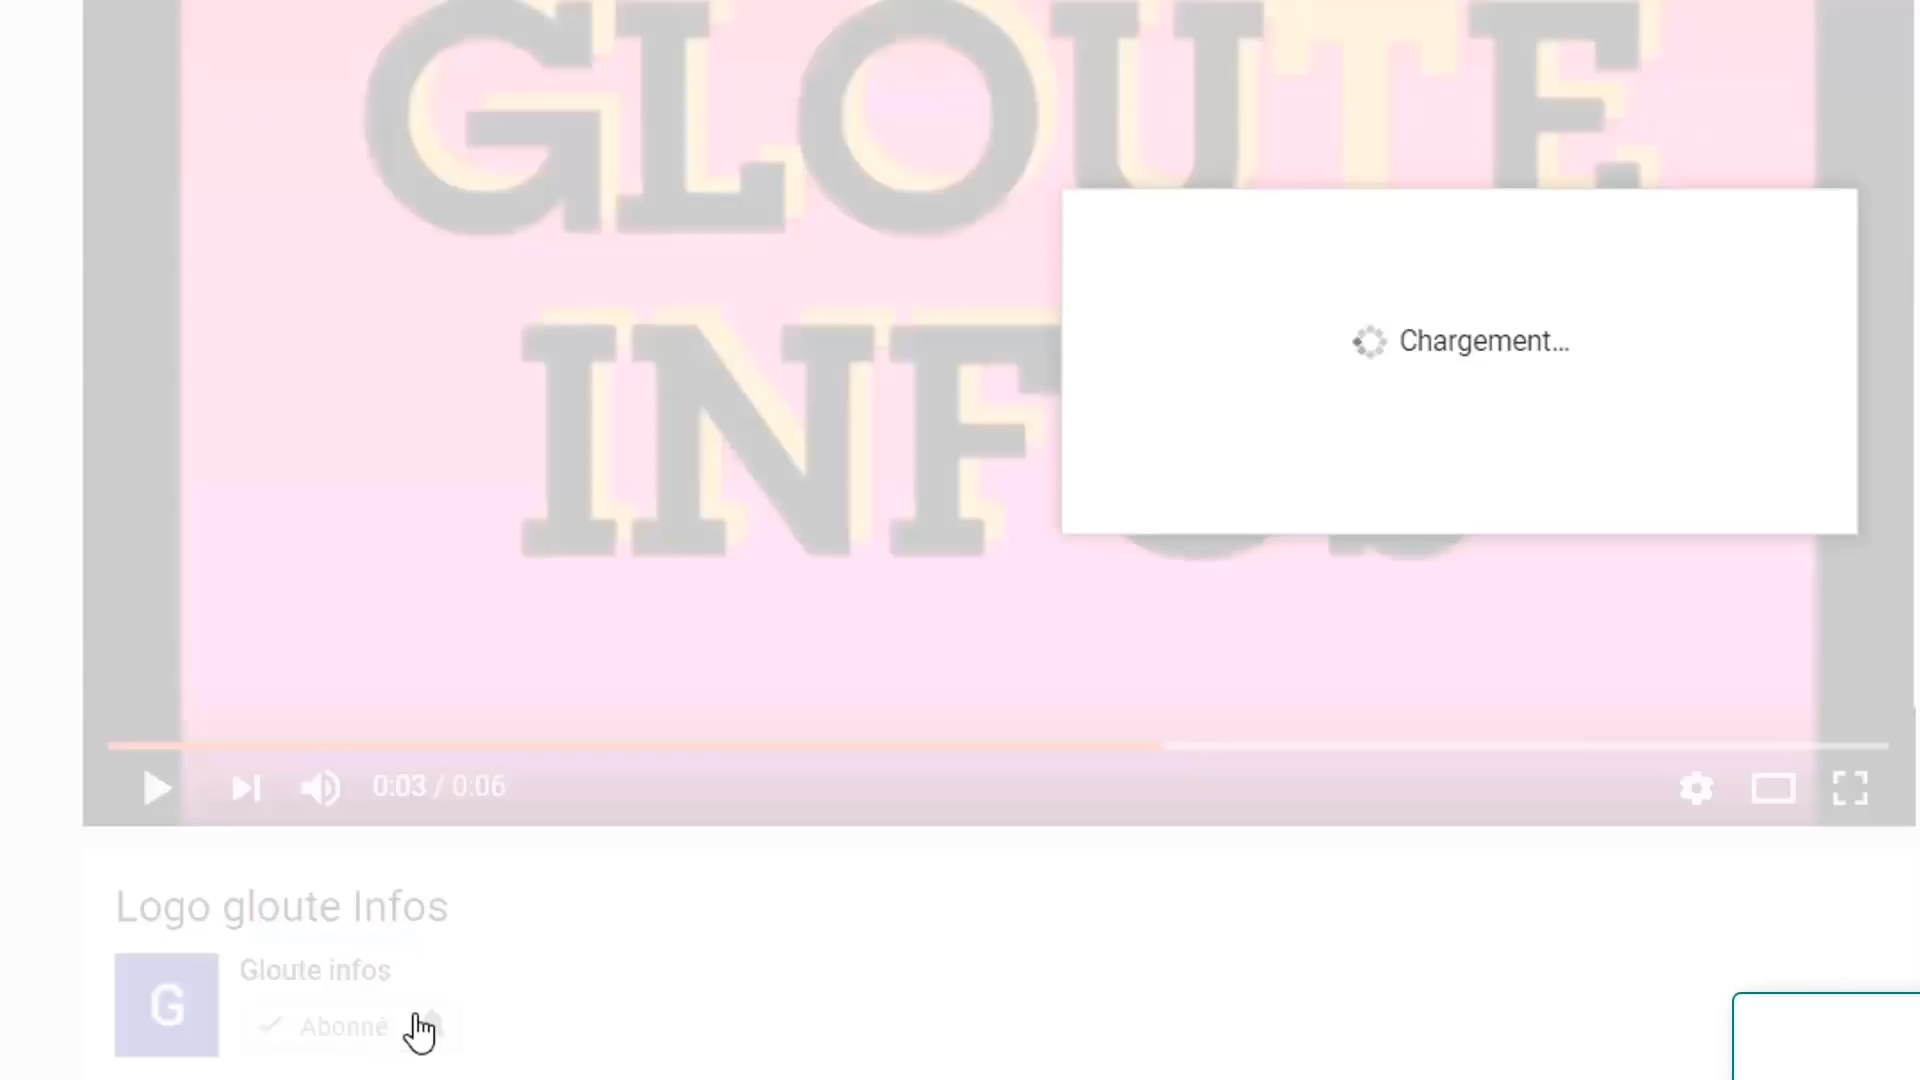 GLOUTE
INF
Chargement...
0:03 / 0:06
Logo gloute Infos
G
Gloute infos
Abonné